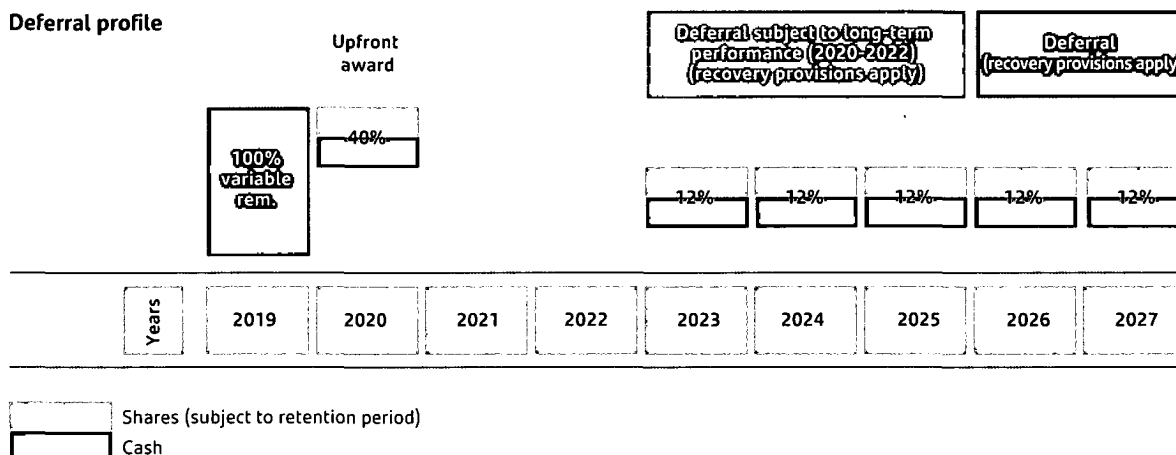 Deferral profile
Upfront
award
Deferral subject to long-term
performance (2020-2022)
(recovery provisions apply)
Deferral
(recovery provisions apply
100%
variable
rem.
40%
12%
12%
12%
12%
12%
Years
2019
2020
2021
2022
2023
2024
2025
2026
2027
Shares (subject to retention period)
Cash